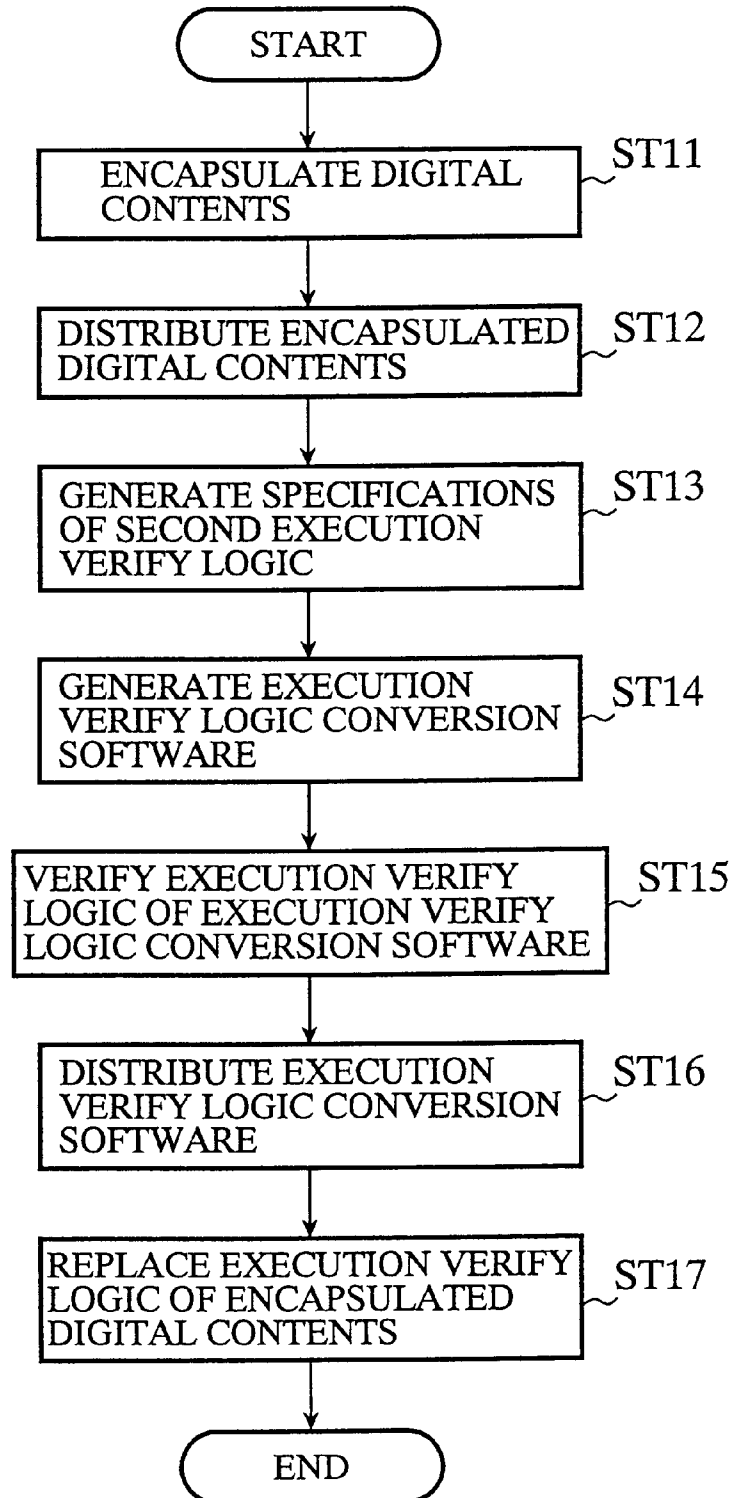 START
ENCAPSULATE DIGITAL
CONTENTS
ST11
DISTRIBUTE ENCAPSULATED
DIGITAL CONTENTS
ST12
GENERATE SPECIFICATIONS
OF SECOND EXECUTION
VERIFY LOGIC
ST13
GENERATE EXECUTION
VERIFY LOGIC CONVERSION
SOFTWARE
ST14
VERIFY EXECUTION VERIFY
LOGIC OF EXECUTION VERIFY
LOGIC CONVERSION SOFTWARE
ST15
DISTRIBUTE EXECUTION
VERIFY LOGIC CONVERSION
SOFTWARE
ST16
REPLACE EXECUTION VERIFY
LOGIC OF ENCAPSULATED
DIGITAL CONTENTS
ST17
END